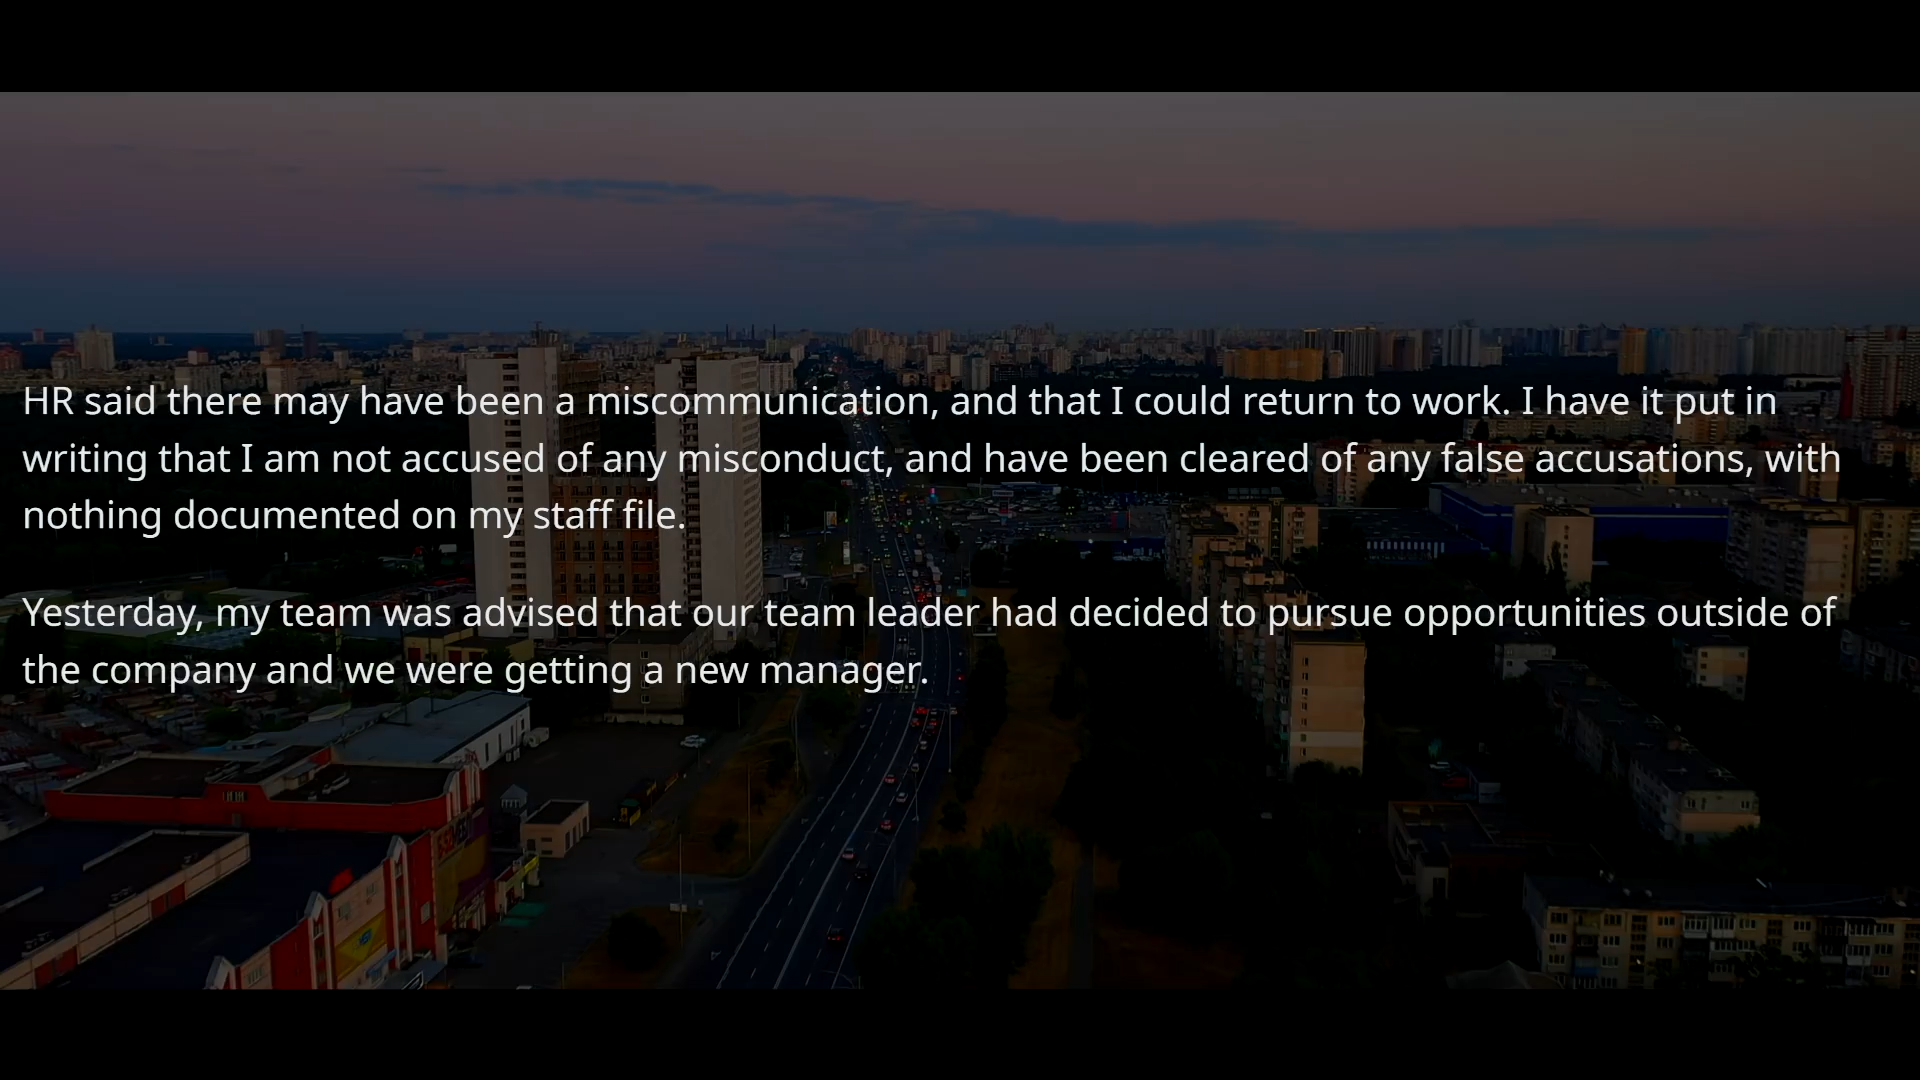 HR said there may have been a miscommunication, and that I could return to work. I have it put in
writing that I am not accused of any misconduct, and have been cleared of any false accusations, with
nothing documented on my staff file.
Yesterday, my team was advised that our team leader had decided to pursue opportunities outside of
the company and we were getting a new manager.